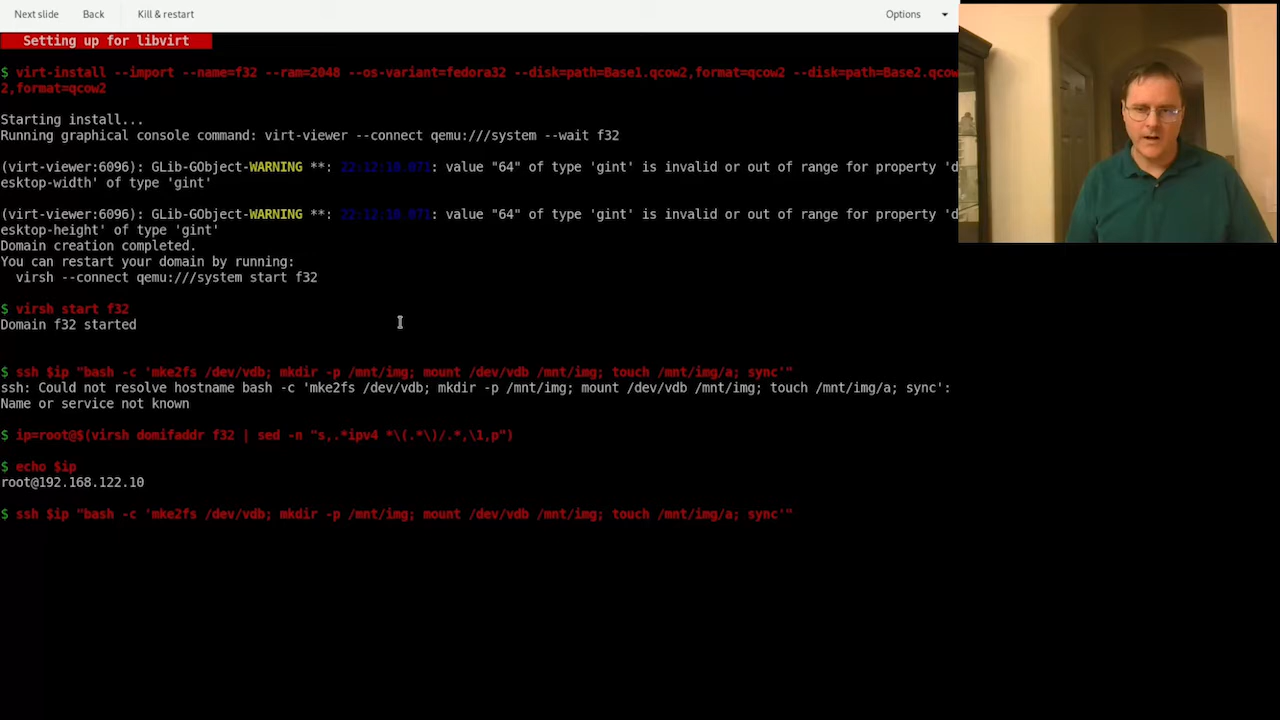 Next slide Back Kill & restart Options
Setting up for libvirt
$ virt-install --import --name=f32 --ram=2048 --os-variant=fedora32 --disk=path=Base1.qcow2,format=qcow2 --disk=path=Base2.qcow
2,format=qcow2
Starting install...
Running graphical console command: virt-viewer --connect qemu:///system --wait f32
(virt-viewer:6096): GLib-GObject-WARNING **: 22:12:10.071: value "64" of type 'gint' is invalid or out of range for property 'd
esktop-width' of type 'gint'
(virt-viewer:6096): GLib-GObject-WARNING **: 22:12:10.071: value "64" of type 'gint' is invalid or out of range for property 'd
esktop-height' of type 'gint'
Domain creation completed.
You can restart your domain by running:
virsh --connect qemu:///system start f32
$ virsh start f32
Domain f32 started
$ ssh $ip "bash -c 'mke2fs /dev/vdb; mkdir -p /mnt/img; mount /dev/vdb /mnt/img; touch /mnt/img/a; sync'"
ssh: Could not resolve hostname bash -c 'mke2fs /dev/vdb; mkdir -p /mnt/img; mount /dev/vdb /mnt/img; touch /mnt/img/a; sync':
Name or service not known
$ ip=root@$(virsh domifaddr f32 | sed -n "s,.*ipv4 *\(.*\)/.*,\1,p")
$ echo $ip
root@192.168.122.10
$ ssh $ip "bash -c 'mke2fs /dev/vdb; mkdir -p /mnt/img; mount /dev/vdb /mnt/img; touch /mnt/img/a; sync'"